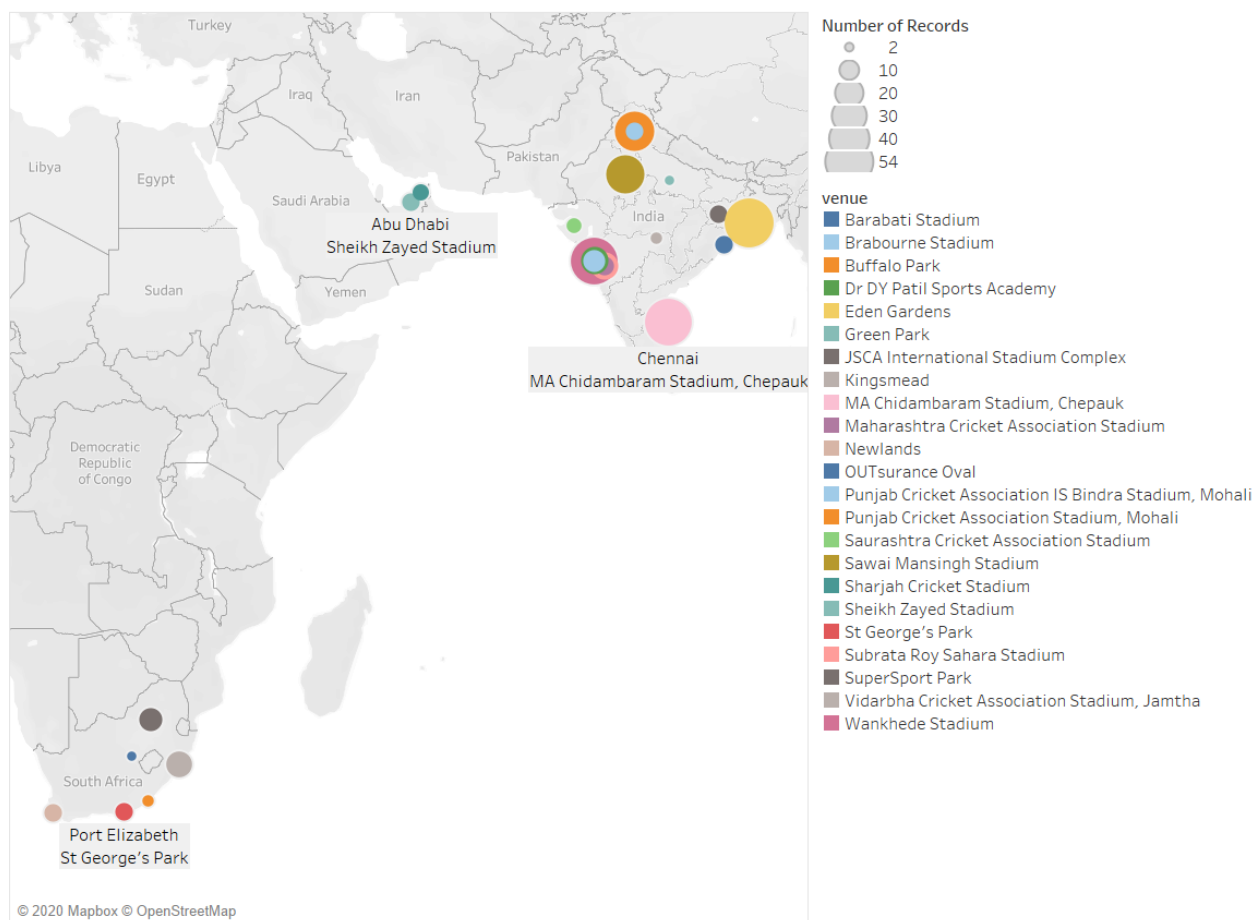 Turkey
Iraq
Iran
Libya
Egypt
Pakistan
Saudi Arabia
India
Abu Dhabi
Sheikh Zayed Stadium
Sudan
Yemen
Chennai
MA Chidambaram Stadium, Chepauk
Democratic
Republic
of Congo
South Africa
Port Elizabeth
St George's Park
© 2020 Mapbox © OpenStreetMap
Number of Records
2
10
20
30
40
54
venue
Barabati Stadium
Brabourne Stadium
Buffalo Park
Dr DY Patil Sports Academy
Eden Gardens
Green Park
JSCA International Stadium Complex
Kingsmead
MA Chidambaram Stadium, Chepauk
Maharashtra Cricket Association Stadium
Newlands
OUTsurance Oval
Punjab Cricket Association IS Bindra Stadium, Mohali
Punjab Cricket Association Stadium, Mohali
Saurashtra Cricket Association Stadium
Sawai Mansingh Stadium
Sharjah Cricket Stadium
Sheikh Zayed Stadium
St George's Park
Subrata Roy Sahara Stadium
SuperSport Park
Vidarbha Cricket Association Stadium, Jamtha
Wankhede Stadium